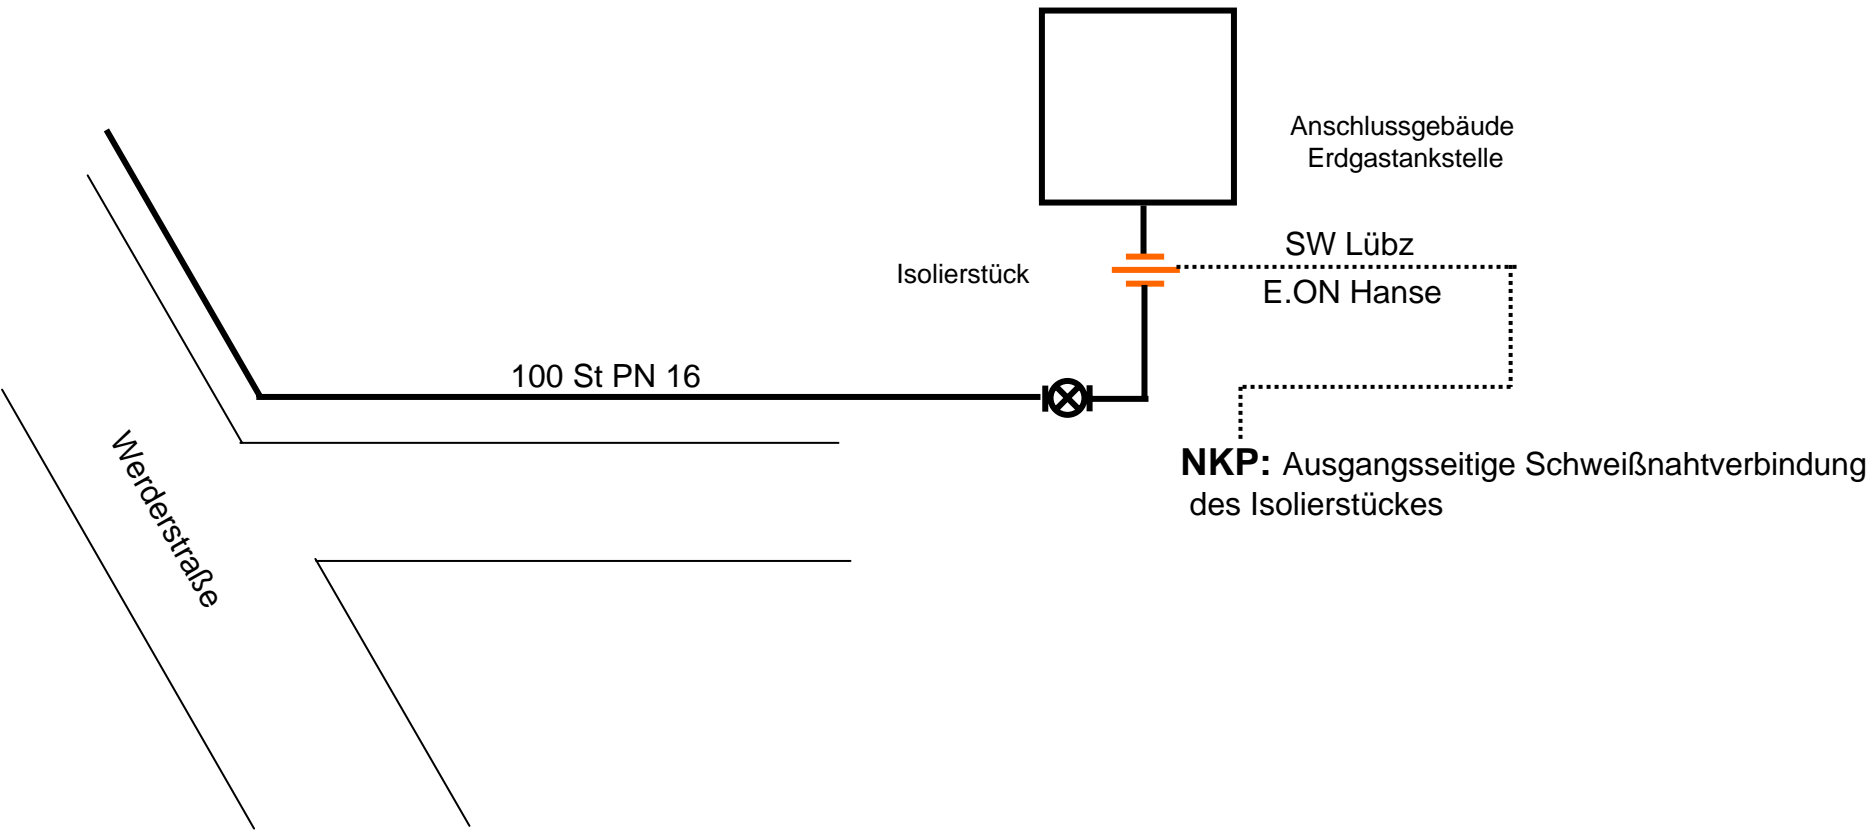 Anschlussgebäude
Erdgastankstelle
SW Lübz
Isolierstück
E.ON Hanse
100 St PN 16
Werderstraße
NKP: Ausgangsseitige Schweißnahtverbindung
des Isolierstückes